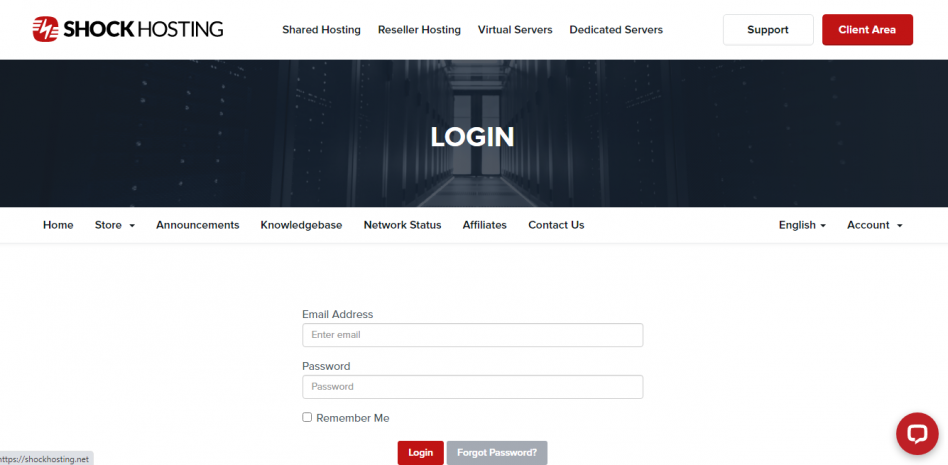 SHOCK HOSTING Shared Hosting Reseller Hosting Virtual Servers Dedicated Servers Support Client Area
LOGIN
Home Store Announcements Knowledgebase Network Status Affiliates Contact Us English Account
Email Address
Enter email
Password
Password
Remember Me
Login Forgot Password?
https://shockhosting.net